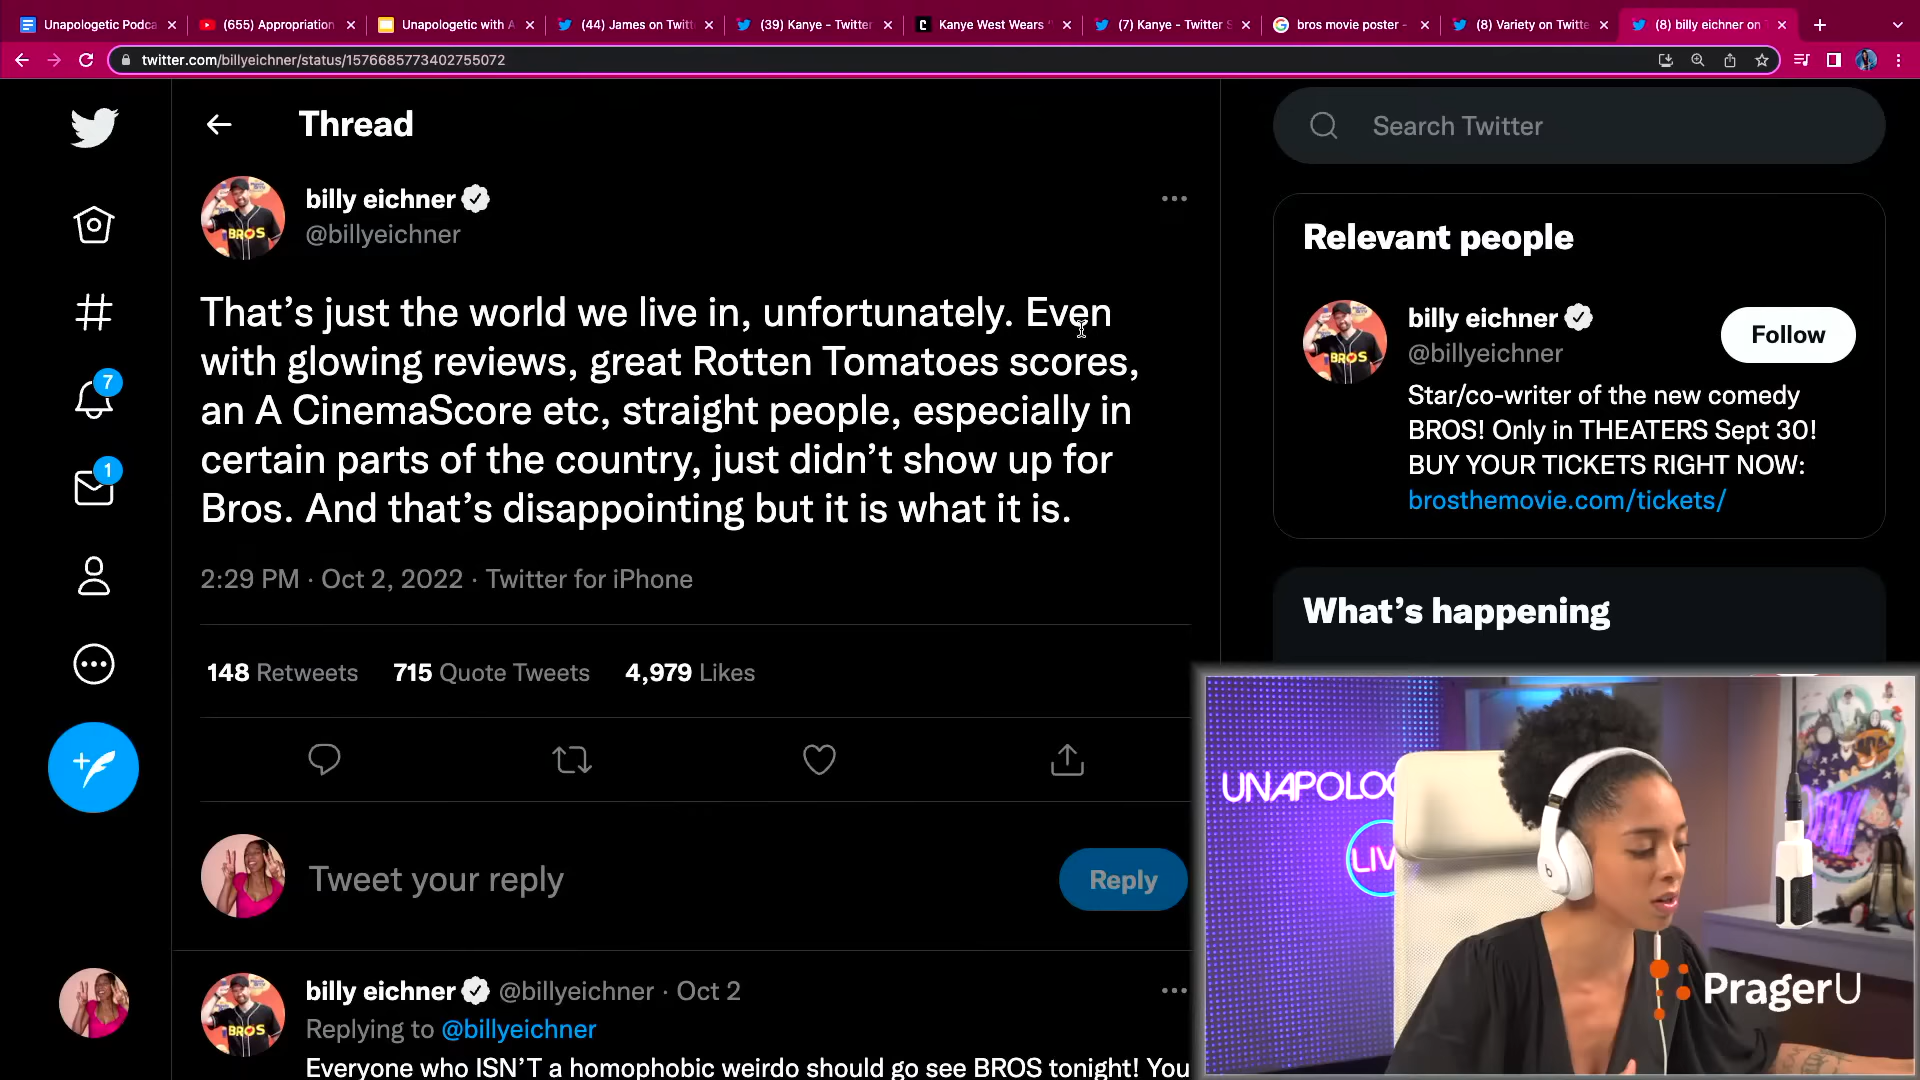 Unapologetic Podca
(655) Appropriation
Unapologetic with A
(44) James on Twitt
(39) Kanye - Twitter
Kanye West Wears
(7) Kanye - Twitter S
bros movie poster -
(8) Variety on Twitte
(8) billy eichner on T
twitter.com/billyeichner/status/1576685773402755072
Thread
Search Twitter
billy eichner
@billyeichner
BROS
That's just the world we live in, unfortunately. Even
with glowing reviews, great Rotten Tomatoes scores,
an A CinemaScore etc, straight people, especially in
certain parts of the country, just didn't show up for
Bros. And that's disappointing but it is what it is.
2:29 PM · Oct 2, 2022 · Twitter for iPhone
148 Retweets 715 Quote Tweets 4,979 Likes
Tweet your reply
Reply
billy eichner @billyeichner · Oct 2
BROS
Replying to @billyeichner
Everyone who ISN'T a homophobic weirdo should go see BROS tonight! You
7
1
Relevant people
billy eichner
@billyeichner
BROS
Follow
Star/co-writer of the new comedy
BROS! Only in THEATERS Sept 30!
BUY YOUR TICKETS RIGHT NOW:
brosthemovie.com/tickets/
What's happening
UNAPOLOG
LIV
PragerU